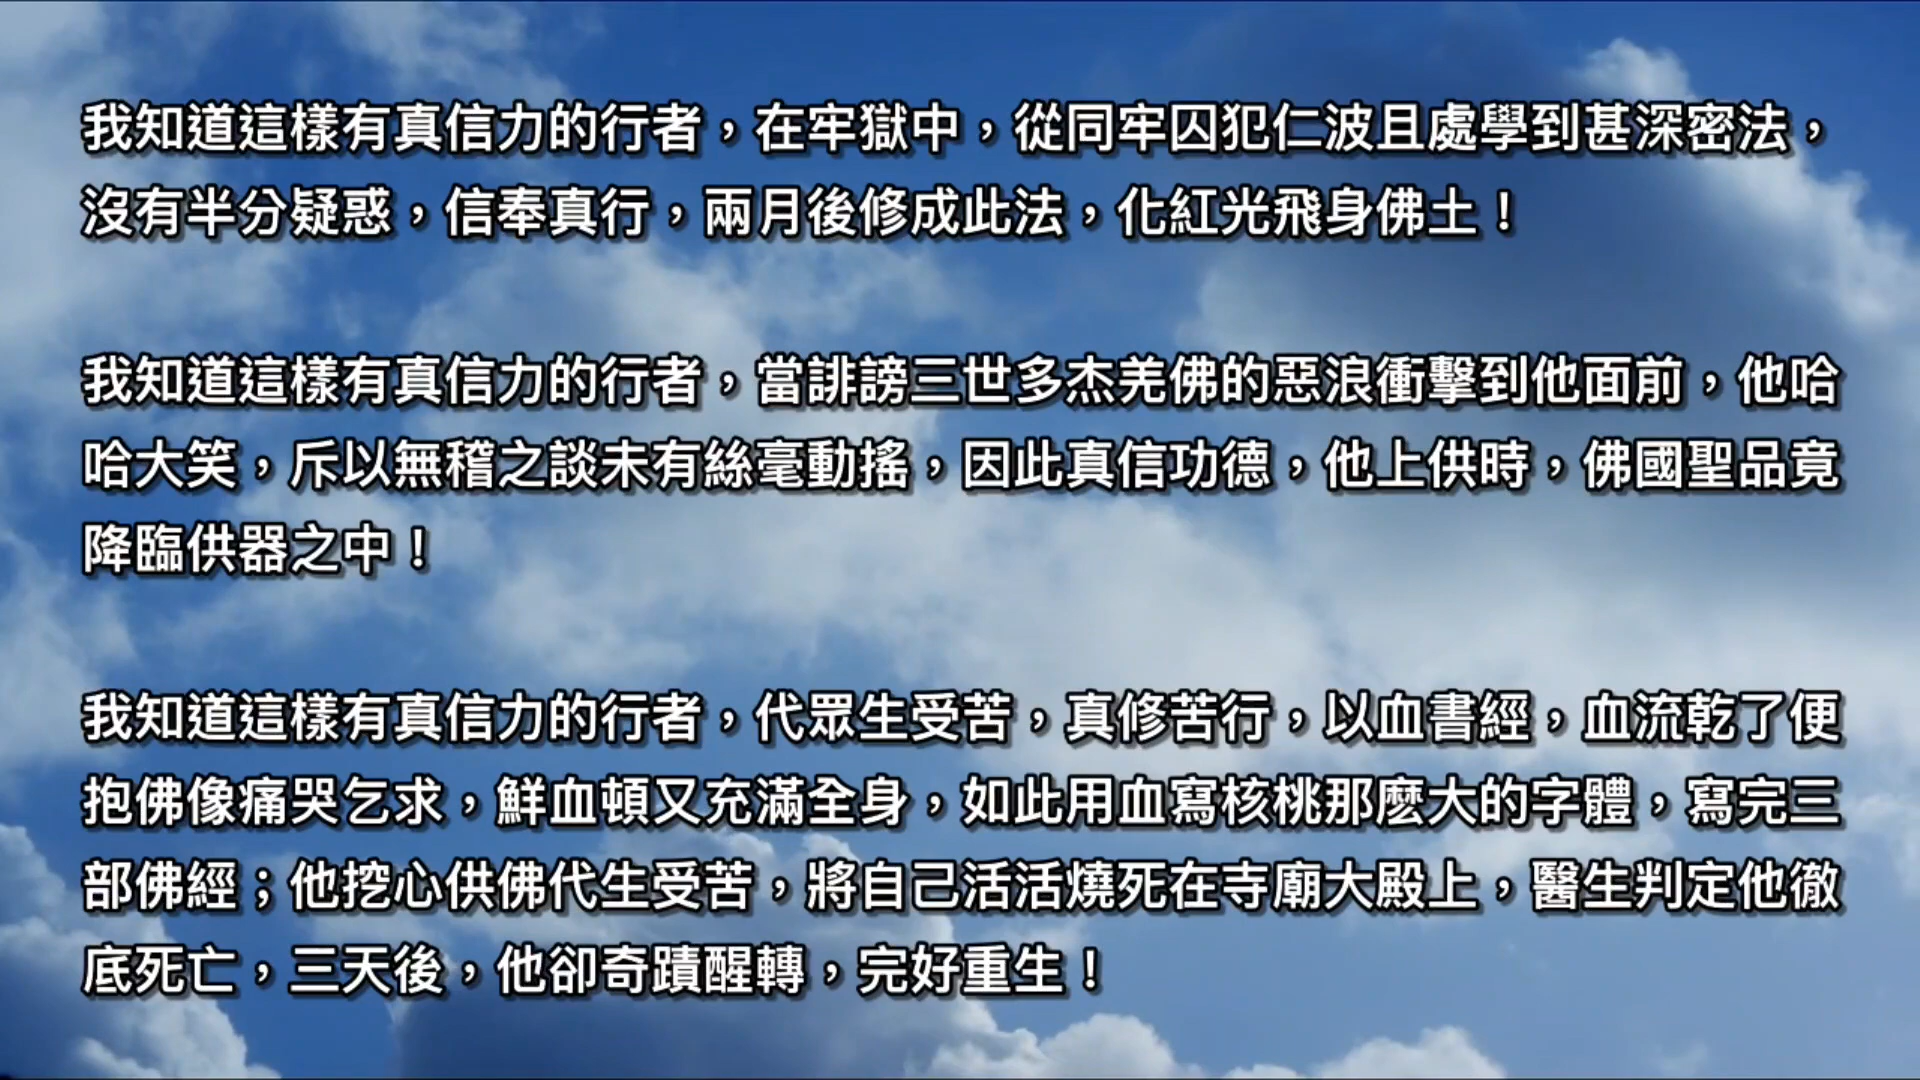 我知道這樣有真信力的行者，在牢獄中，從同牢囚犯仁波且處學到甚深密法，
沒有半分疑惑，信奉真行，兩月後修成此法，化紅光飛身佛土！
我知道這樣有真信力的行者，當誹謗三世多杰羌佛的惡浪衝擊到他面前，他哈
哈大笑，斥以無稽之談未有絲毫動搖，因此真信功德，他上供時，佛國聖品竟
降臨供器之中！
我知道這樣有真信力的行者，代眾生受苦，真修苦行，以血書經，血流乾了便
抱佛像痛哭乞求，鮮血頓又充滿全身，如此用血寫核桃那麼大的字體，寫完三
部佛經；他挖心供佛代生受苦，將自己活活燒死在寺廟大殿上，醫生判定他徹
底死亡，三天後，他卻奇蹟醒轉，完好重生！